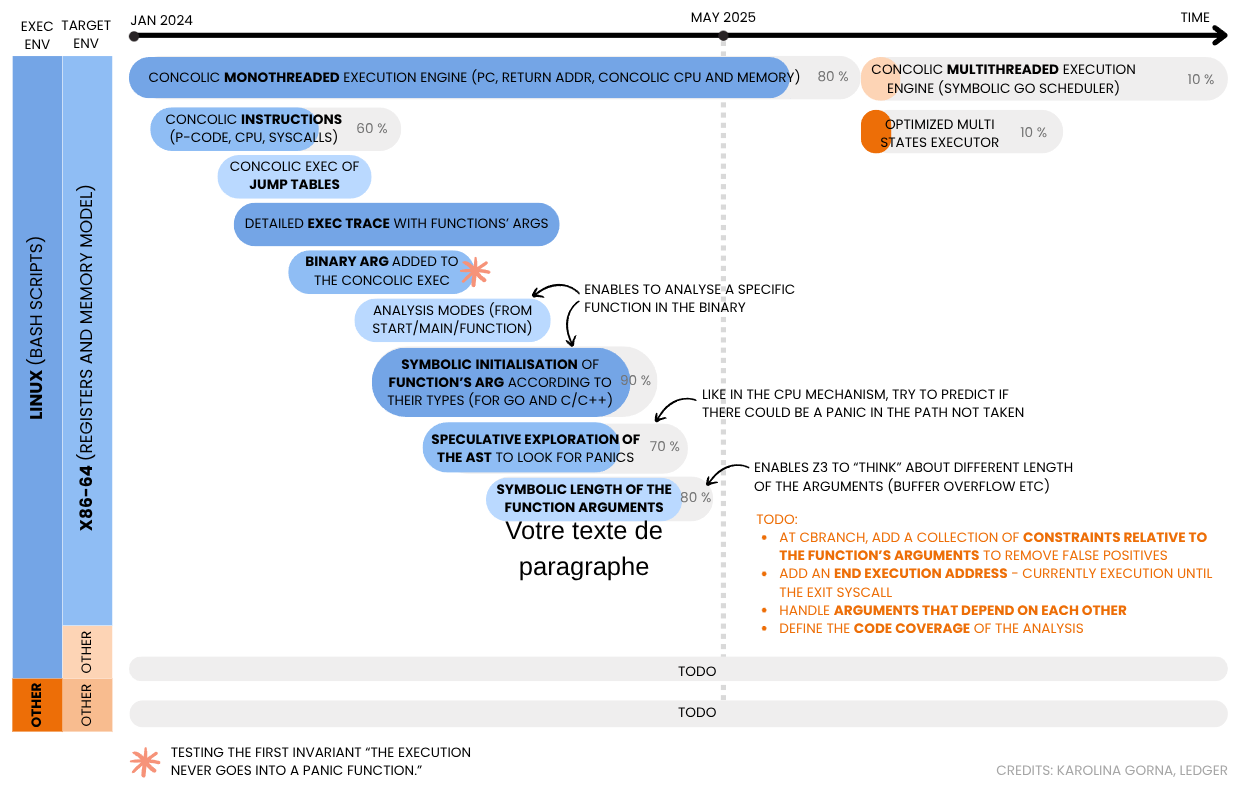 EXEC
ENV
TARGET
ENV
JAN 2024
MAY 2025
TIME
CONCOLIC MONOTHREADED EXECUTION ENGINE (PC, RETURN ADDR, CONCOLIC CPU AND MEMORY)
80 %
CONCOLIC MULTITHREADED EXECUTION
ENGINE (SYMBOLIC GO SCHEDULER)
10 %
CONCOLIC INSTRUCTIONS
(P-CODE, CPU, SYSCALLS)
60 %
OPTIMIZED MULTI
STATES EXECUTOR
10 %
CONCOLIC EXEC OF
JUMP TABLES
DETAILED EXEC TRACE WITH FUNCTIONS’ ARGS
BINARY ARG ADDED TO
THE CONCOLIC EXEC
ENABLES TO ANALYSE A SPECIFIC
FUNCTION IN THE BINARY
ANALYSIS MODES (FROM
START/MAIN/FUNCTION)
SYMBOLIC INITIALISATION OF
FUNCTION’S ARG ACCORDING TO
THEIR TYPES (FOR GO AND C/C++)
90 %
LIKE IN THE CPU MECHANISM, TRY TO PREDICT IF
THERE COULD BE A PANIC IN THE PATH NOT TAKEN
SPECULATIVE EXPLORATION OF
THE AST TO LOOK FOR PANICS
70 %
ENABLES Z3 TO “THINK” ABOUT DIFFERENT LENGTH
OF THE ARGUMENTS (BUFFER OVERFLOW ETC)
SYMBOLIC LENGTH OF THE
FUNCTION ARGUMENTS
80 %
Votre texte de
paragraphe
TODO:
• AT CBRANCH, ADD A COLLECTION OF CONSTRAINTS RELATIVE TO
THE FUNCTION’S ARGUMENTS TO REMOVE FALSE POSITIVES
• ADD AN END EXECUTION ADDRESS - CURRENTLY EXECUTION UNTIL
THE EXIT SYSCALL
• HANDLE ARGUMENTS THAT DEPEND ON EACH OTHER
• DEFINE THE CODE COVERAGE OF THE ANALYSIS
LINUX (BASH SCRIPTS)
X86-64 (REGISTERS AND MEMORY MODEL)
OTHER
TODO
OTHER
OTHER
TODO
TESTING THE FIRST INVARIANT “THE EXECUTION
NEVER GOES INTO A PANIC FUNCTION.”
CREDITS: KAROLINA GORNA, LEDGER